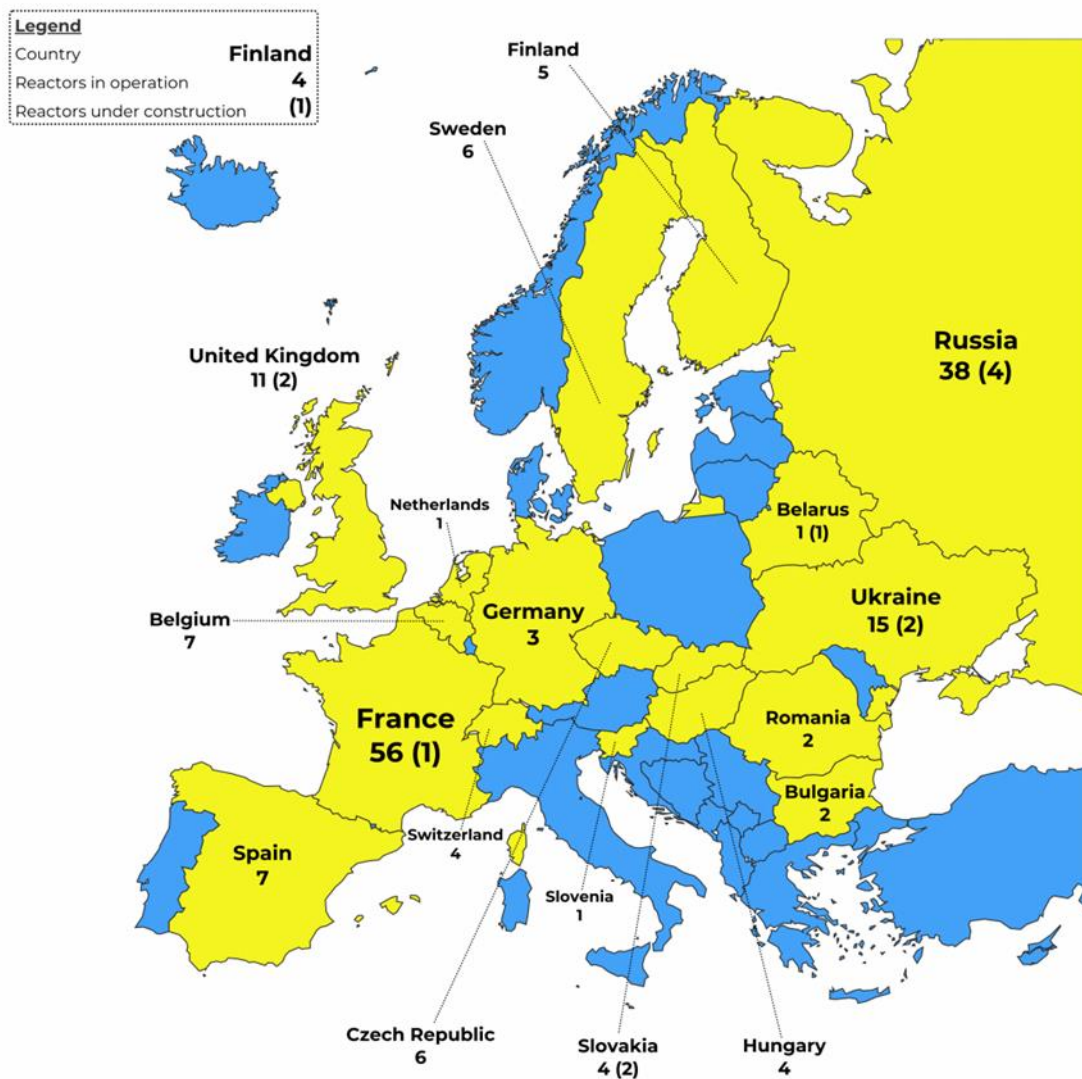 Legend
Country Finland
Reactors in operation 4
Reactors under construction (1)
Finland
5
Sweden
6
Russia
38 (4)
United Kingdom
11 (2)
Netherlands
1
Belarus
1 (1)
Belgium
7
Germany
3
Ukraine
15 (2)
France
56 (1)
Romania
2
Bulgaria
2
Switzerland
4
Spain
7
Slovenia
1
Czech Republic
6
Slovakia
4 (2)
Hungary
4